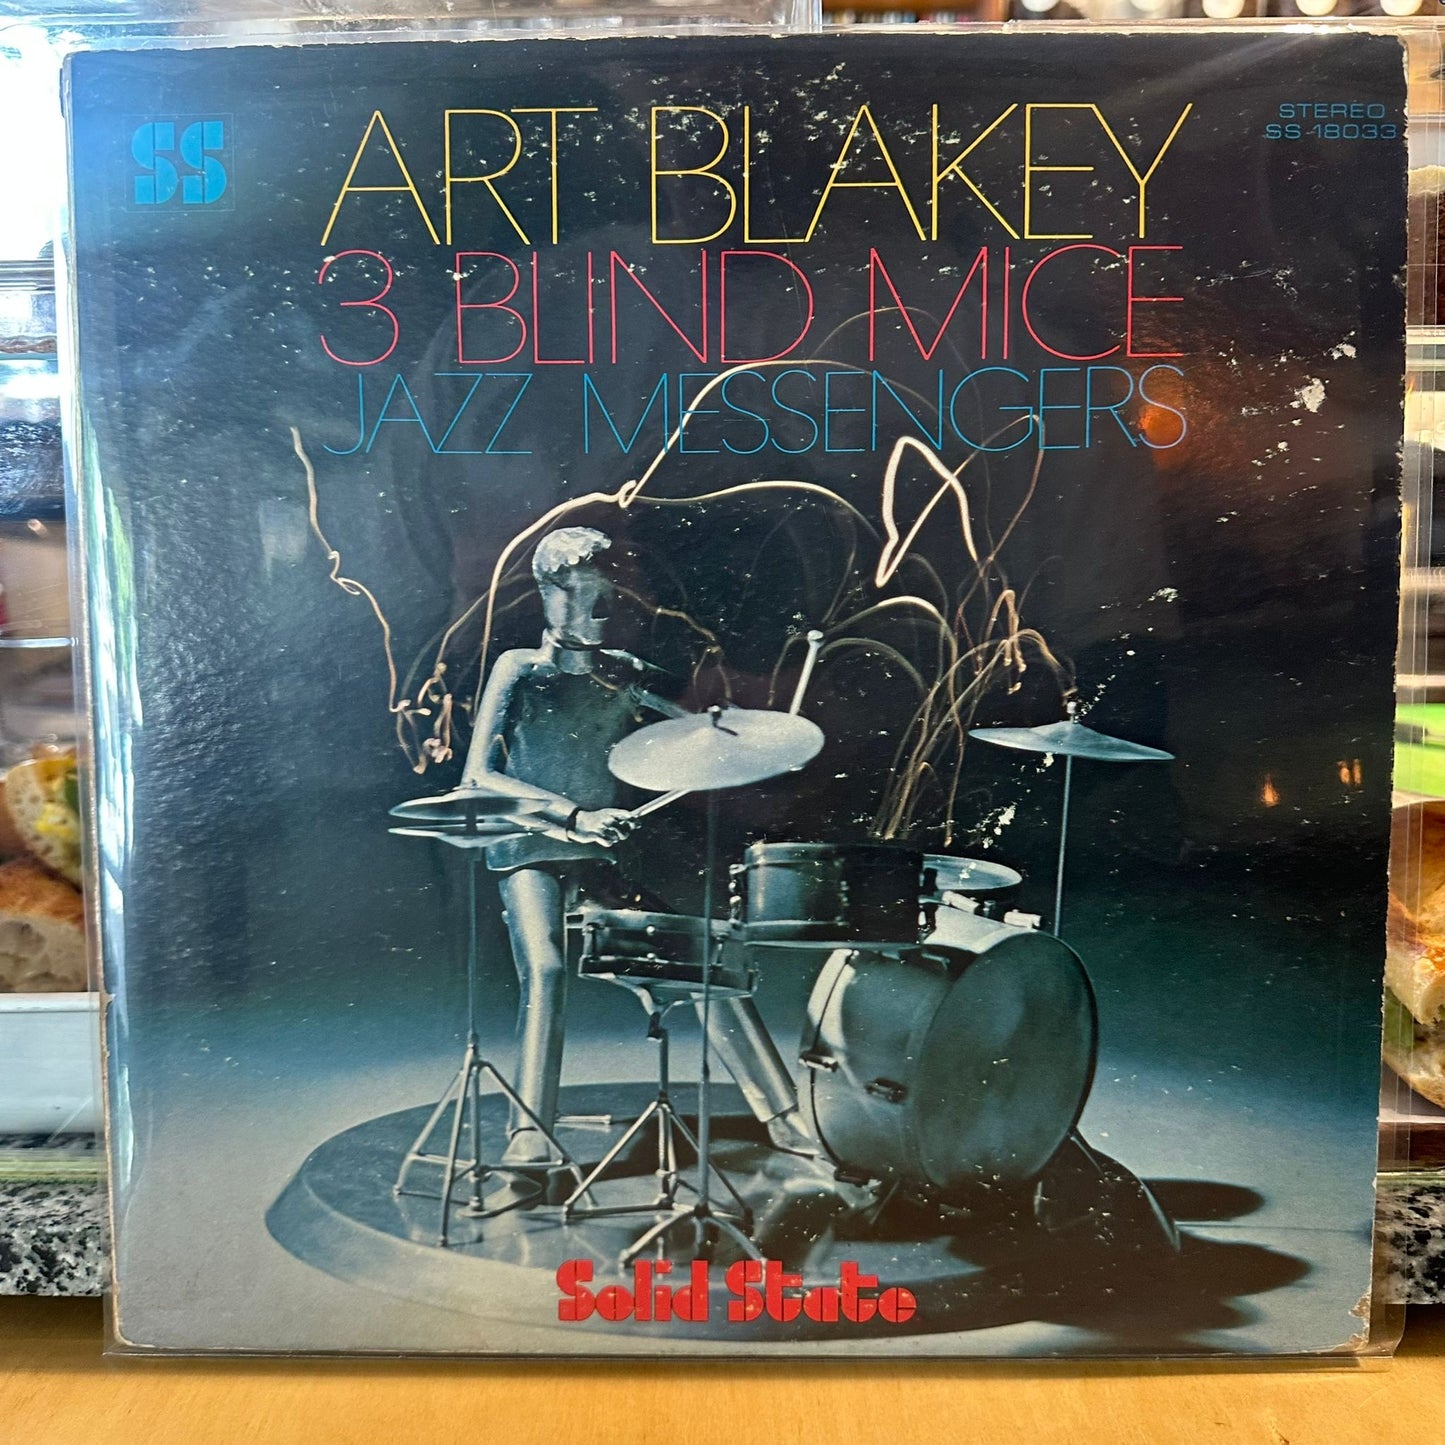 SS
ART BLAKEY
STEREO
SS-18033
3 BLIND MICE
JAZZ MESSENGERS
Solid State